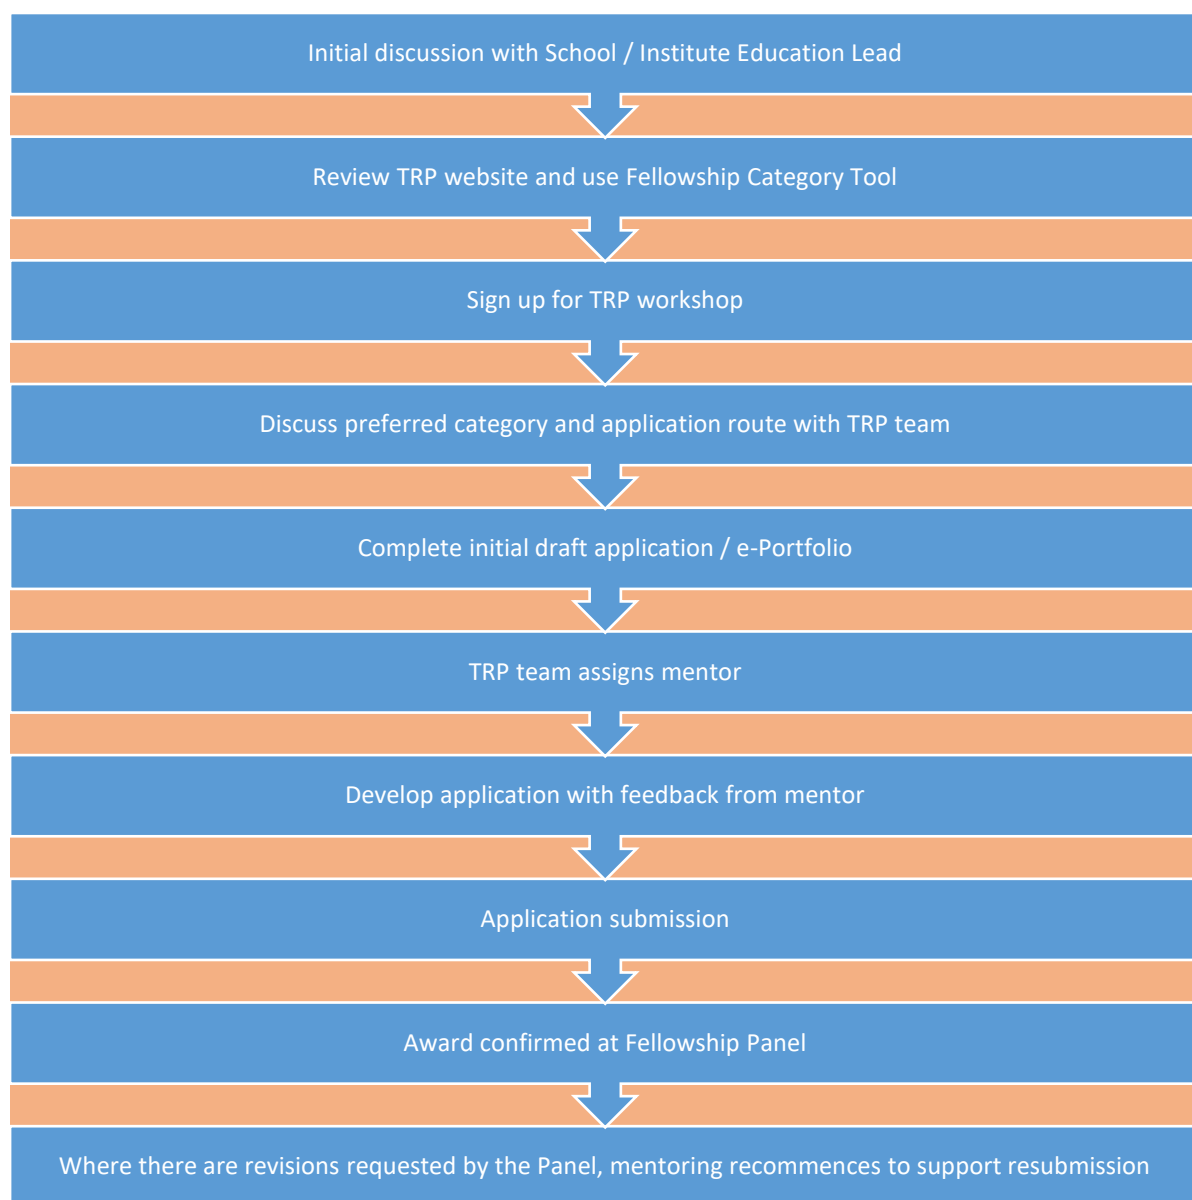 Initial discussion with School / Institute Education Lead
Review TRP website and use Fellowship Category Tool
Sign up for TRP workshop
Discuss preferred category and application route with TRP team
Complete initial draft application / e-Portfolio
TRP team assigns mentor
Develop application with feedback from mentor
Application submission
Award confirmed at Fellowship Panel
Where there are revisions requested by the Panel, mentoring recommences to support resubmission